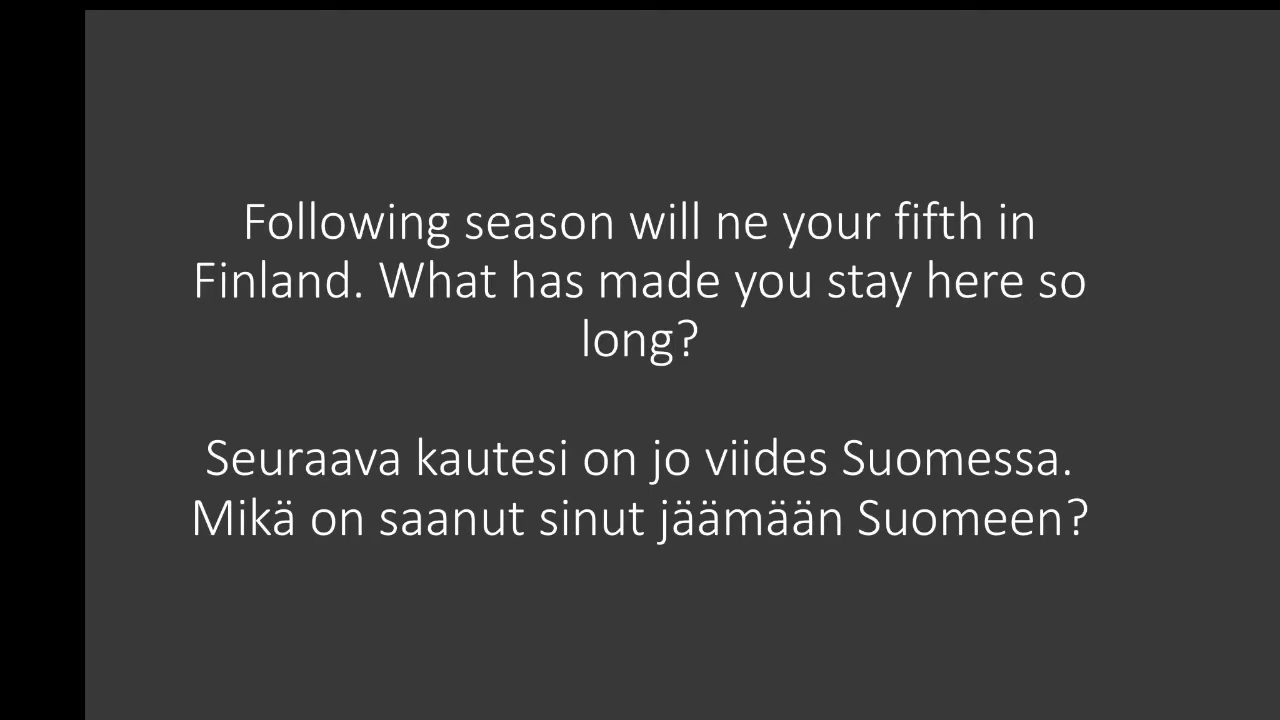 Following season will ne your fifth in
Finland. What has made you stay here so
long?
Seuraava kautesi on jo viides Suomessa.
Mikä on saanut sinut jäämään Suomeen?